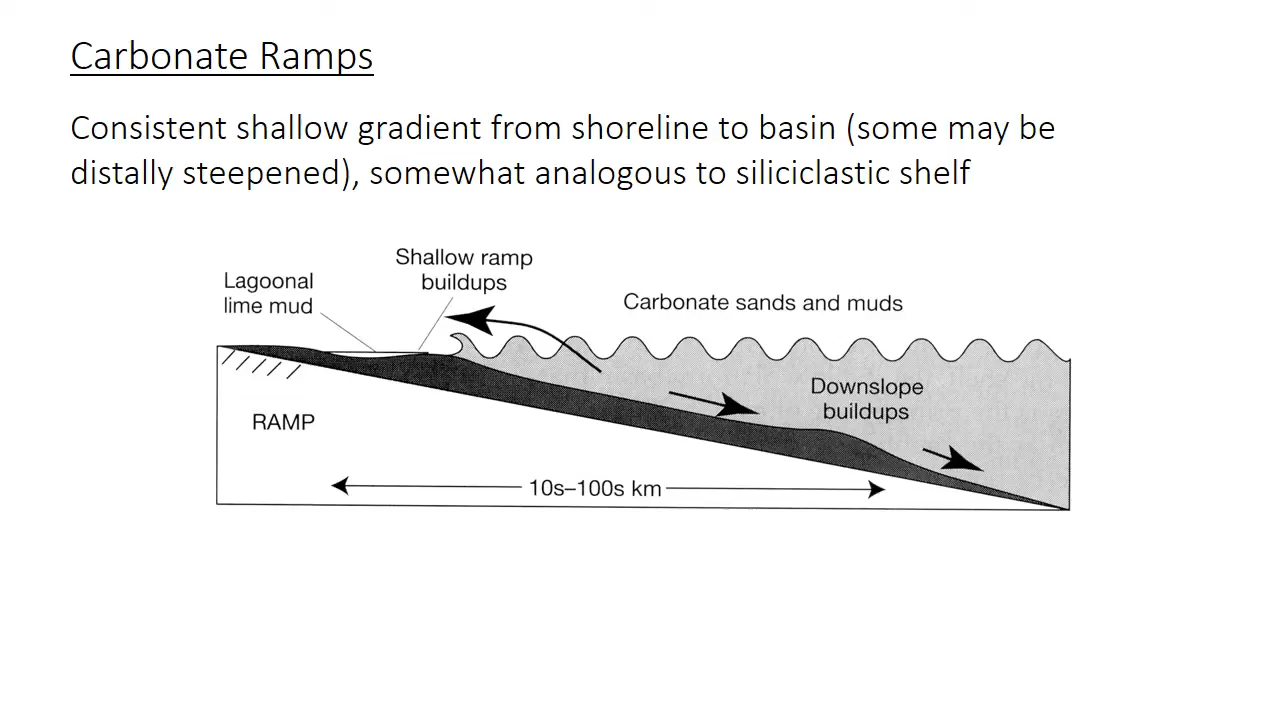 Carbonate Ramps
Consistent shallow gradient from shoreline to basin (some may be
distally steepened), somewhat analogous to siliciclastic shelf
Shallow ramp
buildups
Lagoonal
lime mud
Carbonate sands and muds
Downslope
buildups
RAMP
10s–100s km